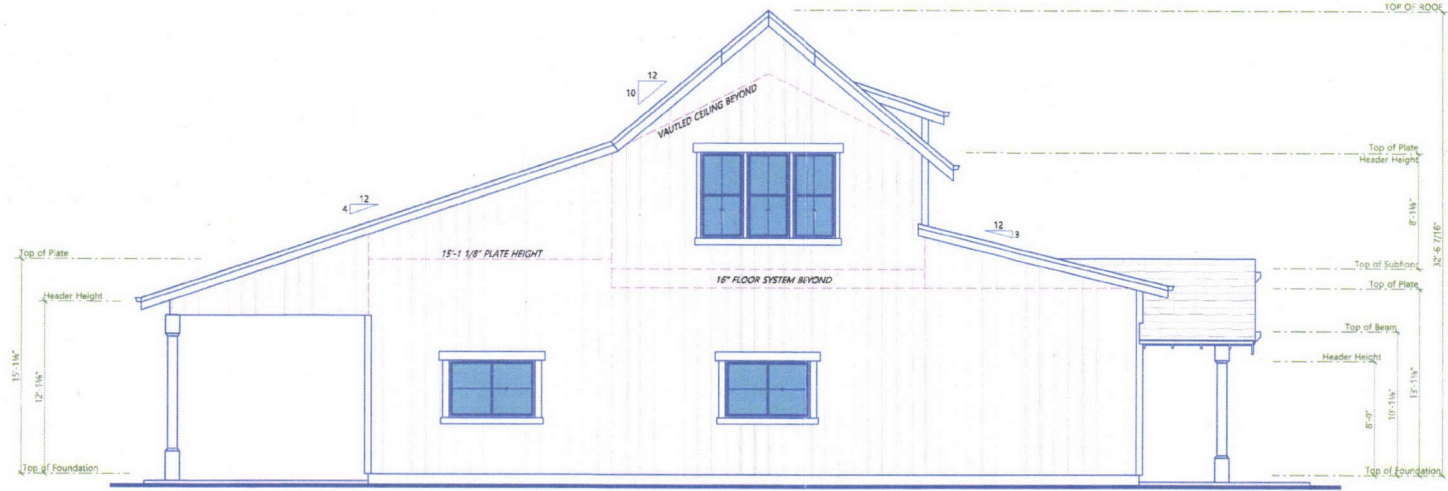 TOP OF ROOF
12
10
VAUTLED CEILING BEYOND
Top of Plate
Header Height
8'-1⅛"
32'-6 7/16"
12
4
12
3
Top of Plate
15'-1 1/8" PLATE HEIGHT
Top of Subfloor
16" FLOOR SYSTEM BEYOND
Top of Plate
Header Height
Top of Beam
Header Height
15'-1⅛"
12'-1⅛"
8'-0"
10'-1⅛"
13'-1⅛"
Top of Foundation
Top of Foundation